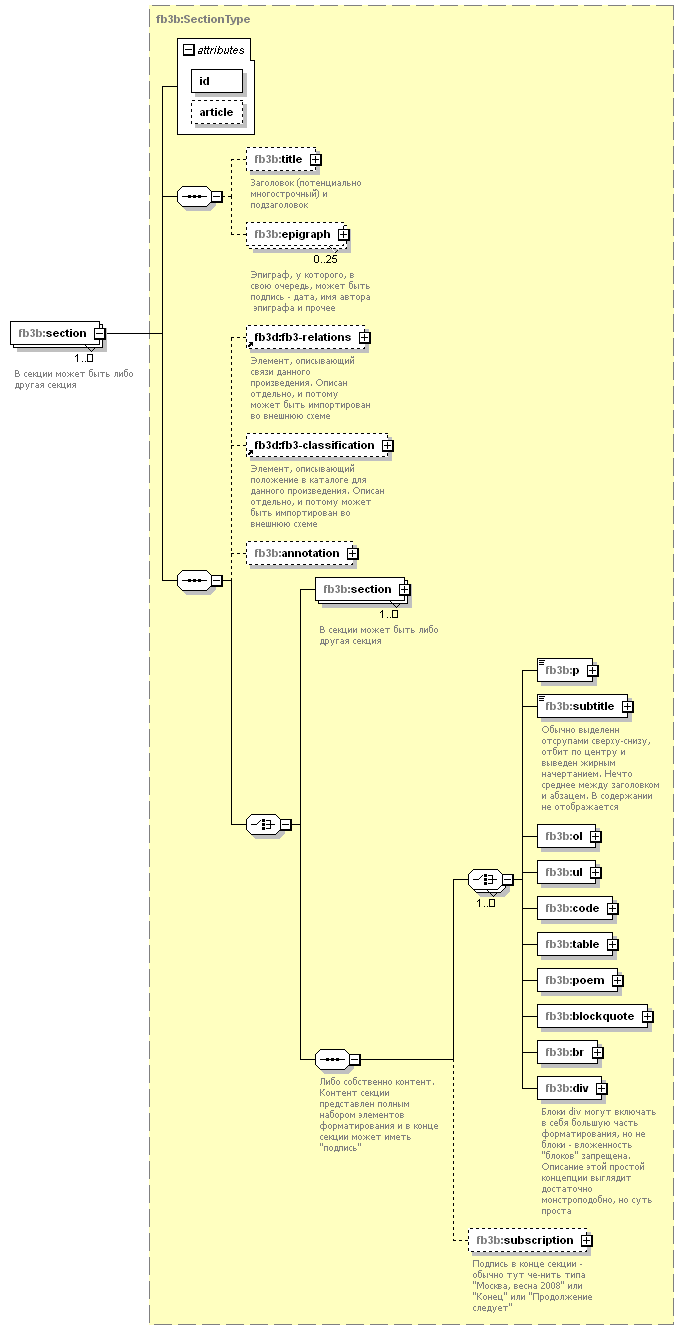 fb3b:SectionType
attributes
id
article
fb3b:title
Заголовок (потенциально
многострочный) и
подзаголовок
fb3b:epigraph
0..25
Эпиграф, у которого, в
свою очередь, может быть
подпись - дата, имя автора
эпиграфа и прочее
fb3b:section
1..
В секции может быть либо
другая секция
fb3d:fb3-relations
Элемент, описывающий
связи данного
произведения. Описан
отдельно, и потому
может быть импортирован
во внешнюю схеме
fb3d:fb3-classification
Элемент, описывающий
положение в каталоге для
данного произведения. Описан
отдельно, и потому может
быть импортирован во
внешнюю схеме
fb3b:annotation
fb3b:section
1..
В секции может быть либо
другая секция
fb3b:p
fb3b:subtitle
Обычно выделенн
отсрупами сверху-снизу,
отбит по центру и
выведен жирным
начертанием. Нечто
среднее между заголовком
и абзацем. В содержании
не отображается
fb3b:ol
fb3b:ul
1..
fb3b:code
fb3b:table
fb3b:poem
fb3b:blockquote
fb3b:br
fb3b:div
Либо собственно контент.
Контент секции
представлен полным
набором элементов
форматирования и в конце
секции может иметь
"подпись"
Блоки div могут включать
в себя большую часть
форматирования, но не
блоки - вложенность
"блоков" запрещена.
Описание этой простой
концепции выглядит
достаточно
монстроподобно, но суть
проста
fb3b:subscription
Подпись в конце секции -
обычно тут че-нить типа
"Москва, весна 2008" или
"Конец" или "Продолжение
следует"